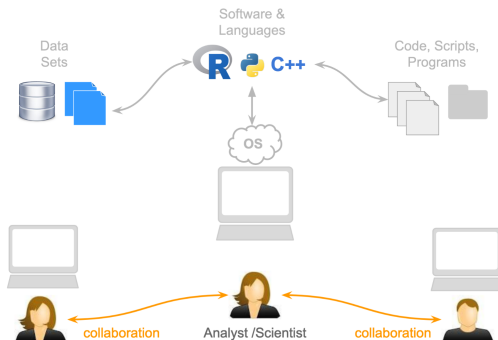 Software &
Languages
Data
Sets
Code, Scripts,
Programs
R
C++
OS
collaboration
Analyst /Scientist
collaboration